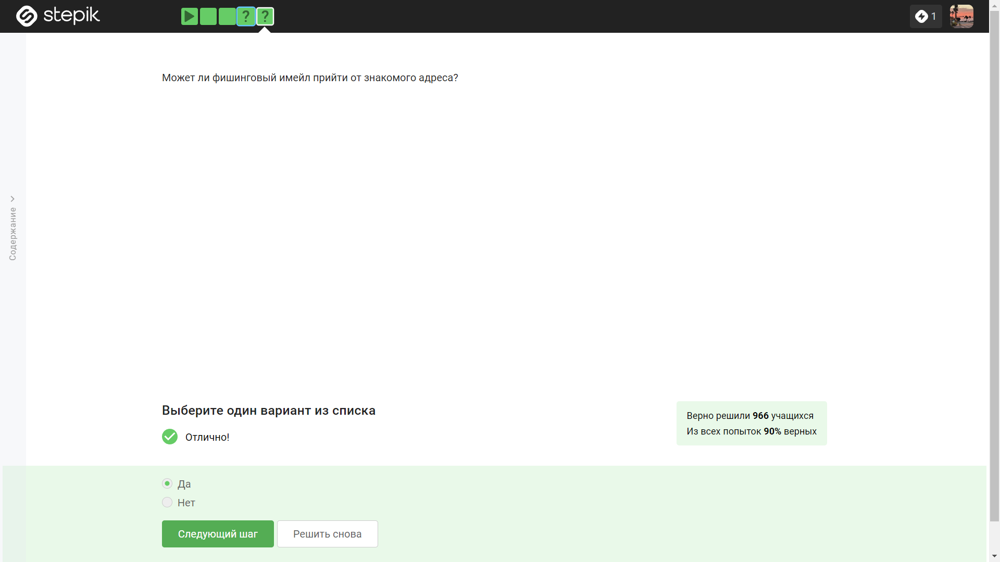 stepik
? ?
1
Может ли фишинговый имейл прийти от знакомого адреса?
Содержание
Выберите один вариант из списка
Отлично!
Верно решили 966 учащихся
Из всех попыток 90% верных
Да
Нет
Следующий шаг
Решить снова